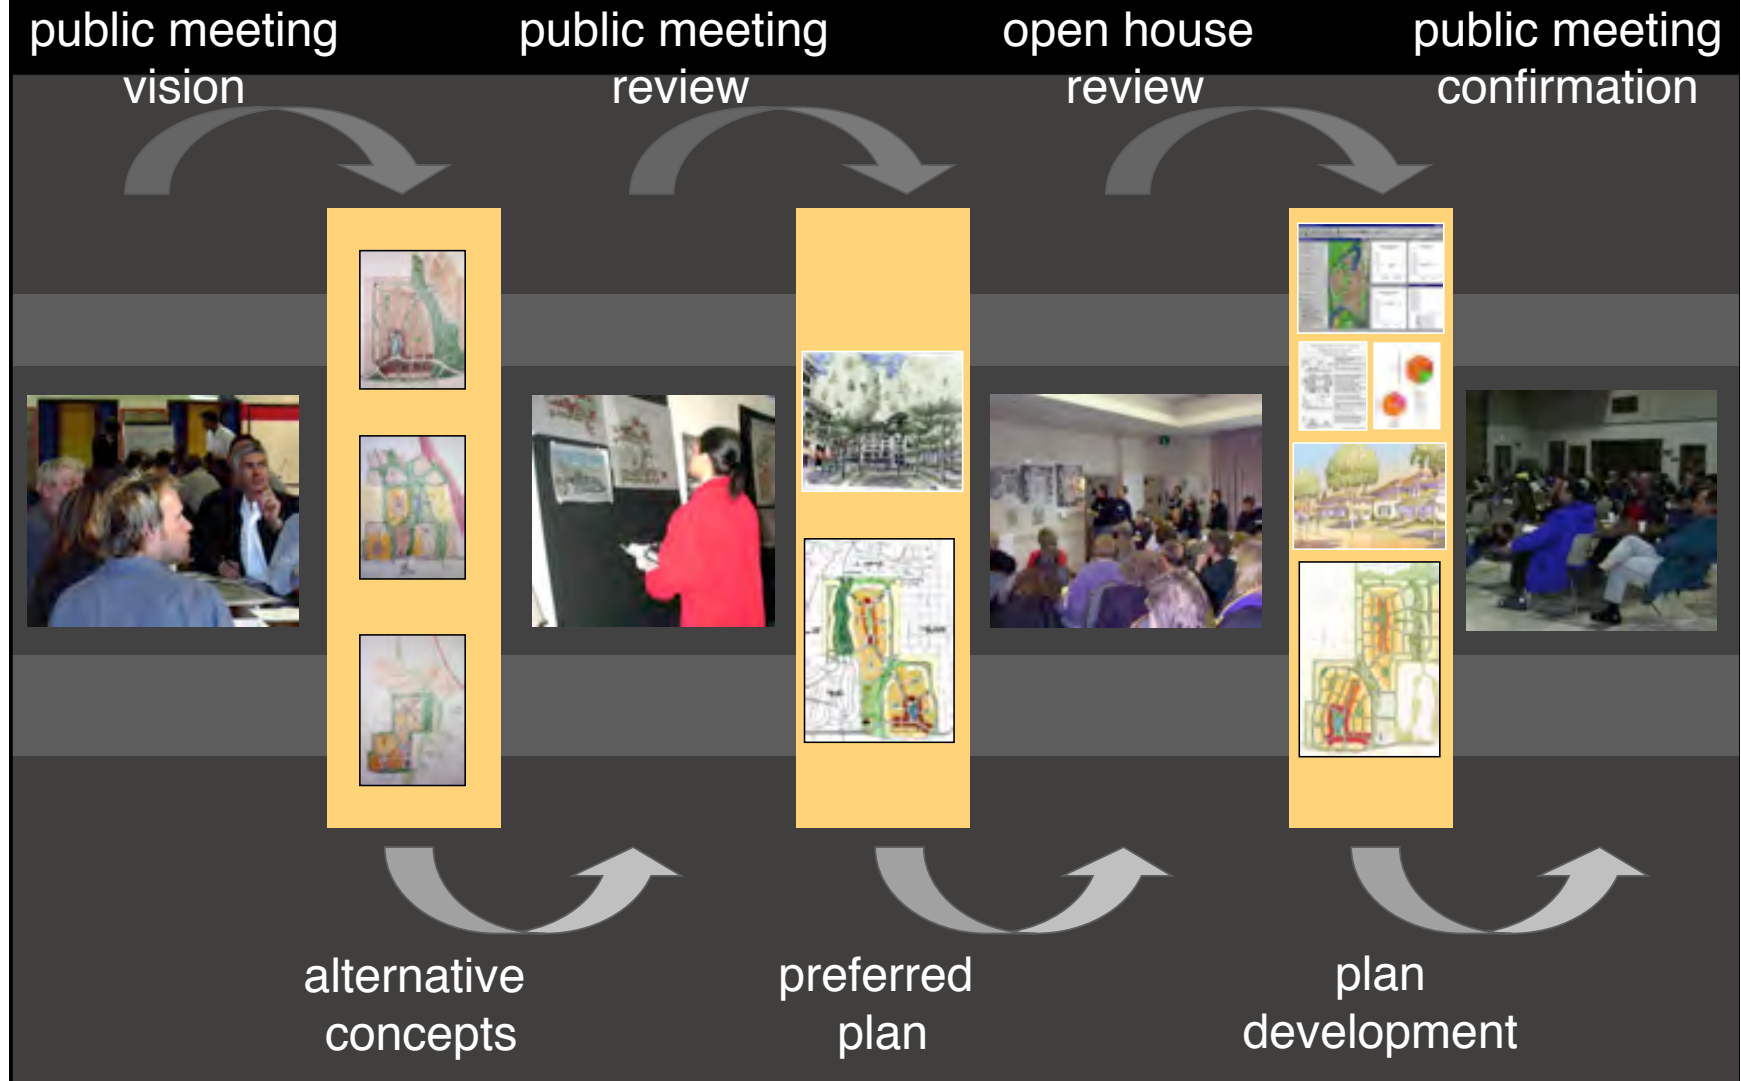 public meeting
vision
public meeting
review
open house
review
public meeting
confirmation
alternative
concepts
preferred
plan
plan
development